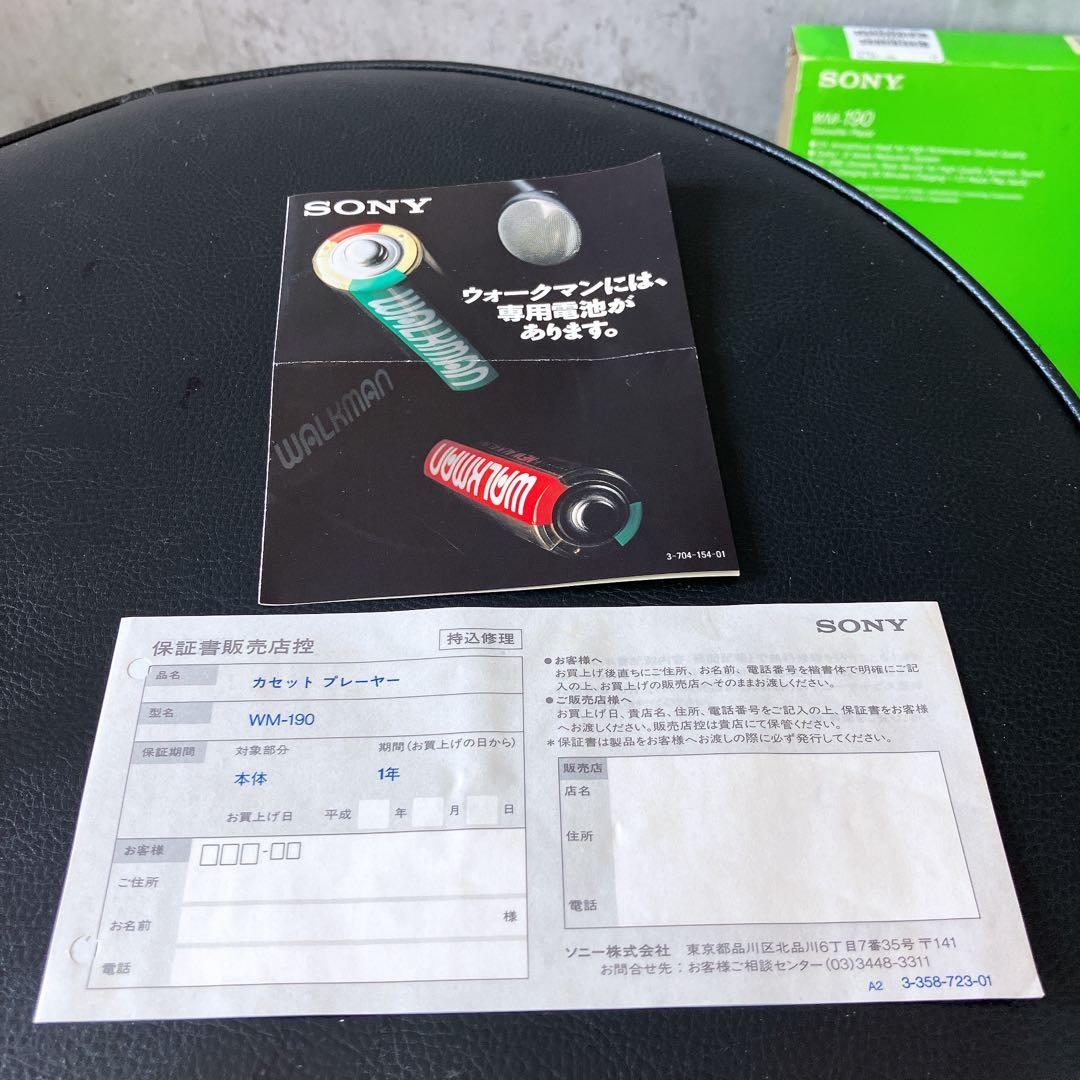 SONY
WM-190
Cassette Player
SONY
ウォークマンには、
専用電池が
あります。
WALKMAN
WALKMAN
WALKMAN
3-704-154-01
保証書販売店控
持込修理
品名
カセット プレーヤー
型名
WM-190
保証期間
対象部分
期間(お買上げの日から)
本体
1年
お買上げ日 平成 年 月 日
お客様
□□□-□□
ご住所
お名前
様
電話
SONY
●お客様へ
お買上げ後直ちにご住所、お名前、電話番号を楷書体で明確にご記
入の上、お買上げの販売店へそのままお渡しください。
●ご販売店様へ
お買上げ日、貴店名、住所、電話番号をご記入の上、保証書をお客様
へお渡しください。販売店控は貴店にて保管ください。
*保証書は製品をお客様へお渡しの際に必ず発行してください。
販売店
店名
住所
電話
ソニー株式会社 東京都品川区北品川6丁目7番35号 〒141
お問合せ先:お客様ご相談センター(03)3448-3311
A2 3-358-723-01